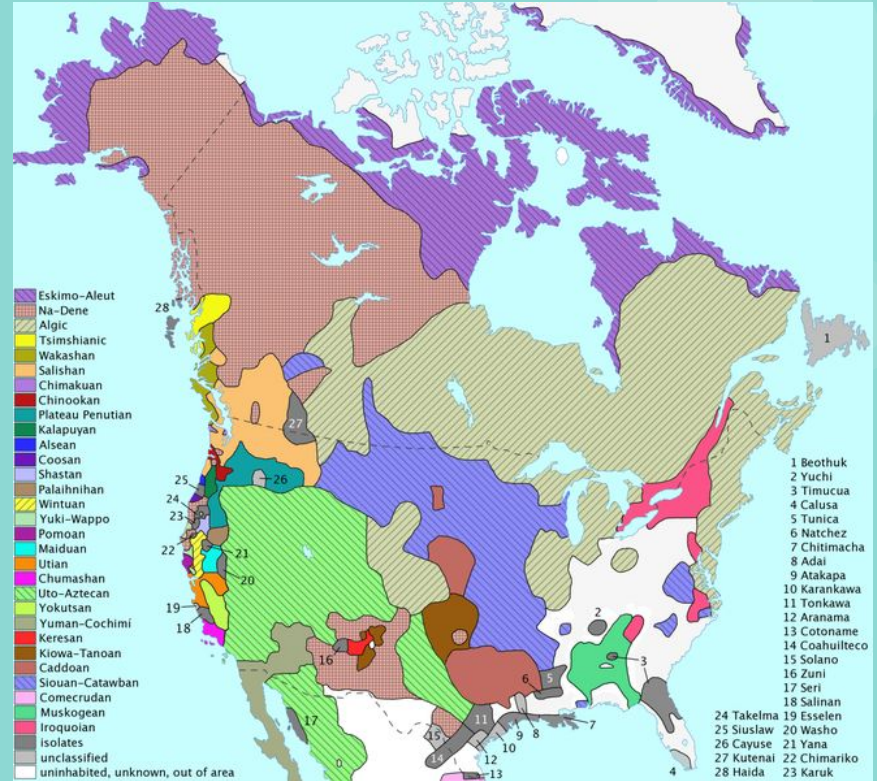 Eskimo-Aleut
Na-Dene
Algic
Tsimshianic
Wakashan
Salishan
Chimakuan
Chinookan
Plateau Penutian
Kalapuyan
Alsean
Coosan
Shastan
Palaihnihan
Wintuan
Yuki-Wappo
Pomoan
Maiduan
Utian
Chumashan
Uto-Aztecan
Yokutsan
Yuman-Cochimí
Keresan
Kiowa-Tanoan
Caddoan
Siouan-Catawban
Comecrudan
Muskogean
Iroquoian
isolates
unclassified
uninhabited, unknown, out of area
28
27
26
25
24
23
22
21
20
19
18
16
17
0
15
14
13
11
12
10
9
8
7
6
5
2
3
4
1
1 Beothuk
2 Yuchi
3 Timucua
4 Calusa
5 Tunica
6 Natchez
7 Chitimacha
8 Adai
9 Atakapa
10 Karankawa
11 Tonkawa
12 Aranama
13 Cotoname
14 Coahuilteco
15 Solano
16 Zuni
17 Seri
18 Salinan
19 Esselen
20 Washo
21 Yana
22 Chimariko
23 Karuk
24 Takelma
25 Siuslaw
26 Cayuse
27 Kutenai
28 Haida